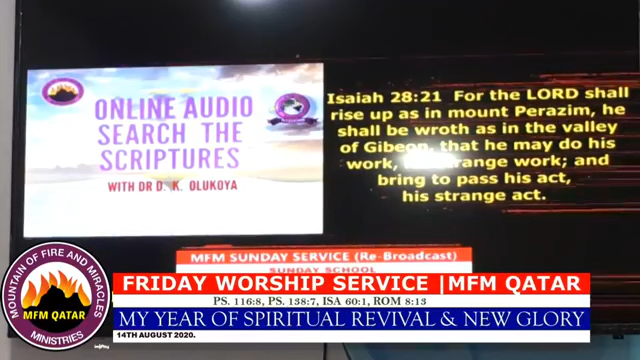 ONLINE AUDIO
SEARCH THE
SCRIPTURES
WITH DR D. K. OLUKOYA
Isaiah 28:21 For the LORD shall
rise up as in mount Perazim, he
shall be wroth as in the valley
of Gibeon, that he may do his
work, strange work; and
bring to pass his act,
his strange act.
MFM SUNDAY SERVICE (Re-Broadcast)
SUNDAY SCHOOL
FRIDAY WORSHIP SERVICE |MFM QATAR
PS. 116:8, PS. 138:7, ISA 60:1, ROM 8:13
MY YEAR OF SPIRITUAL REVIVAL & NEW GLORY
14TH AUGUST 2020.
MOUNTAIN OF FIRE AND MIRACLES
MFM QATAR
MINISTRIES